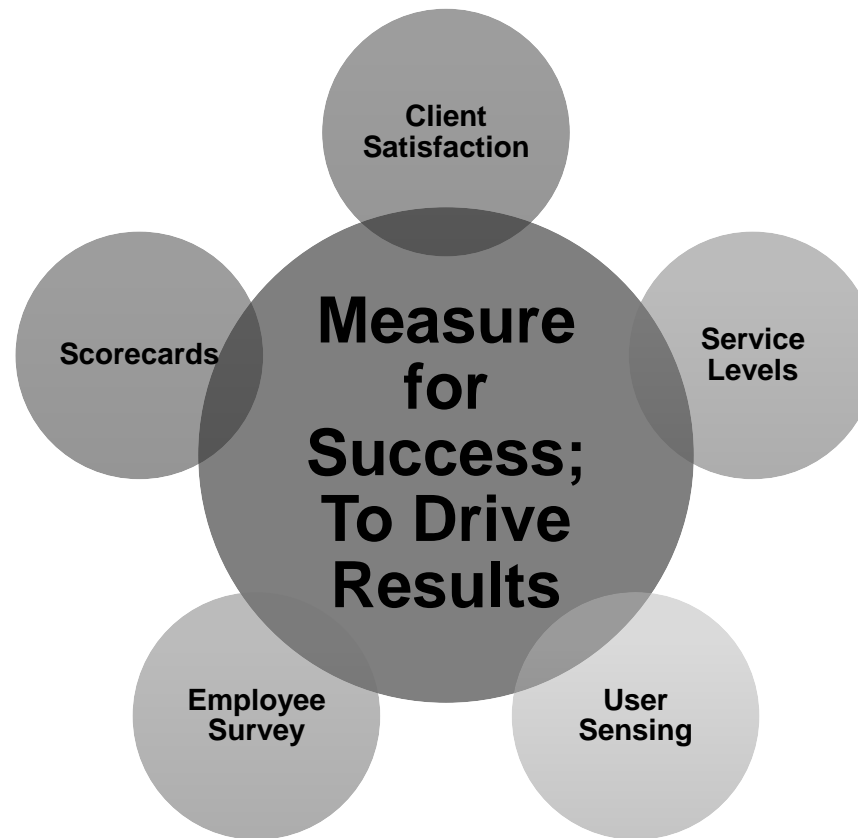 Client
Satisfaction
Measure
for
Success;
To Drive
Results
Scorecards
Service
Levels
Employee
Survey
User
Sensing